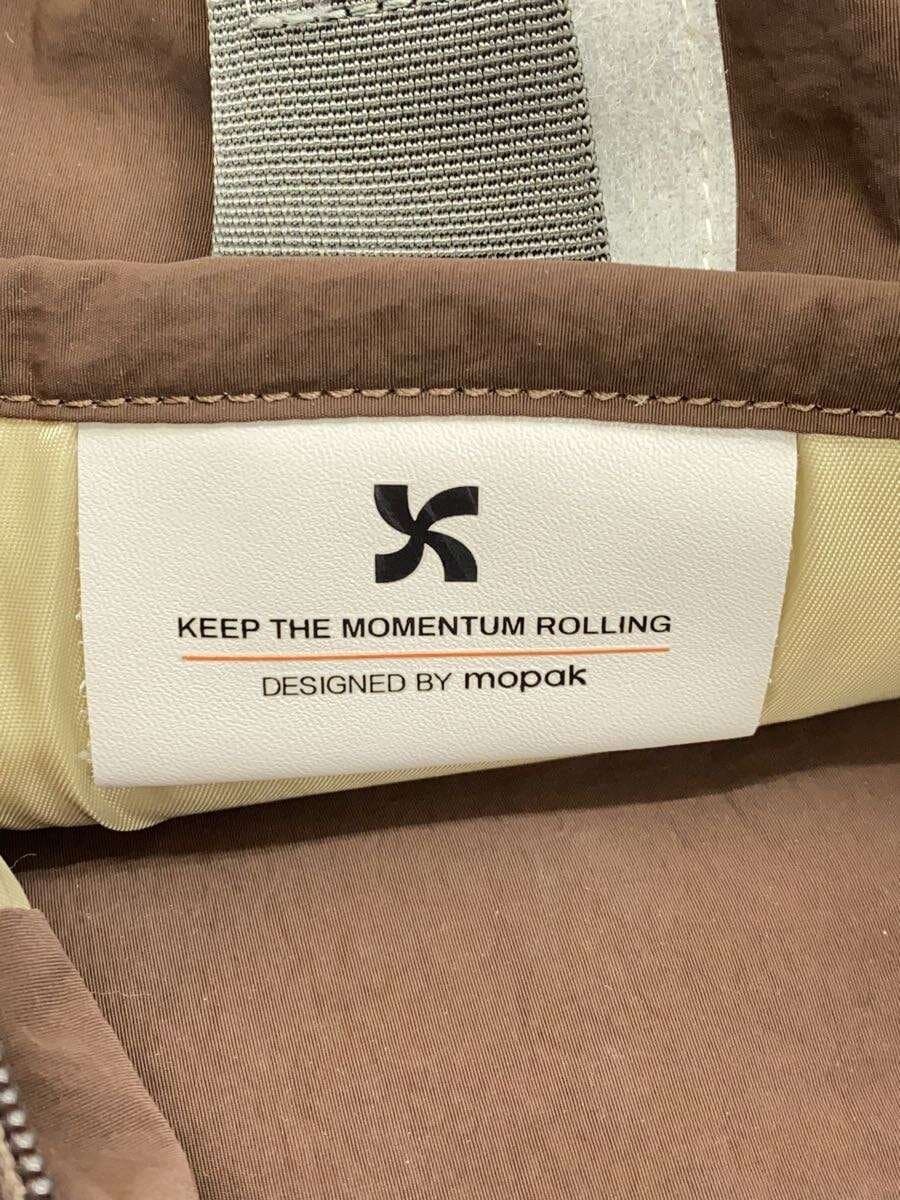 KEEP THE MOMENTUM ROLLING
DESIGNED BY mopak